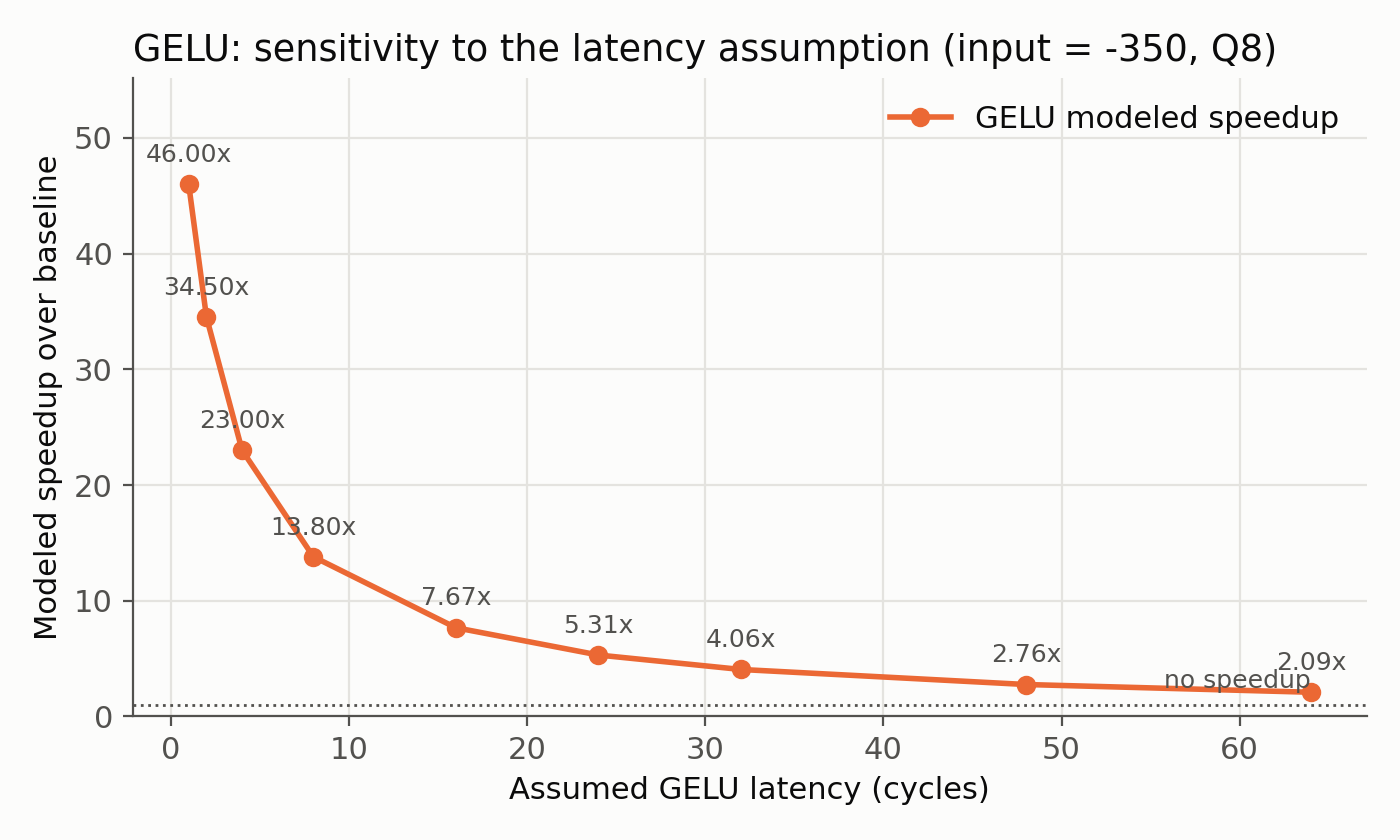 GELU: sensitivity to the latency assumption (input = -350, Q8)
GELU modeled speedup
Modeled speedup over baseline
50
40
30
20
10
0
46.00x
34.50x
23.00x
13.80x
7.67x
5.31x
4.06x
2.76x
2.09x
no speedup
0 10 20 30 40 50 60
Assumed GELU latency (cycles)